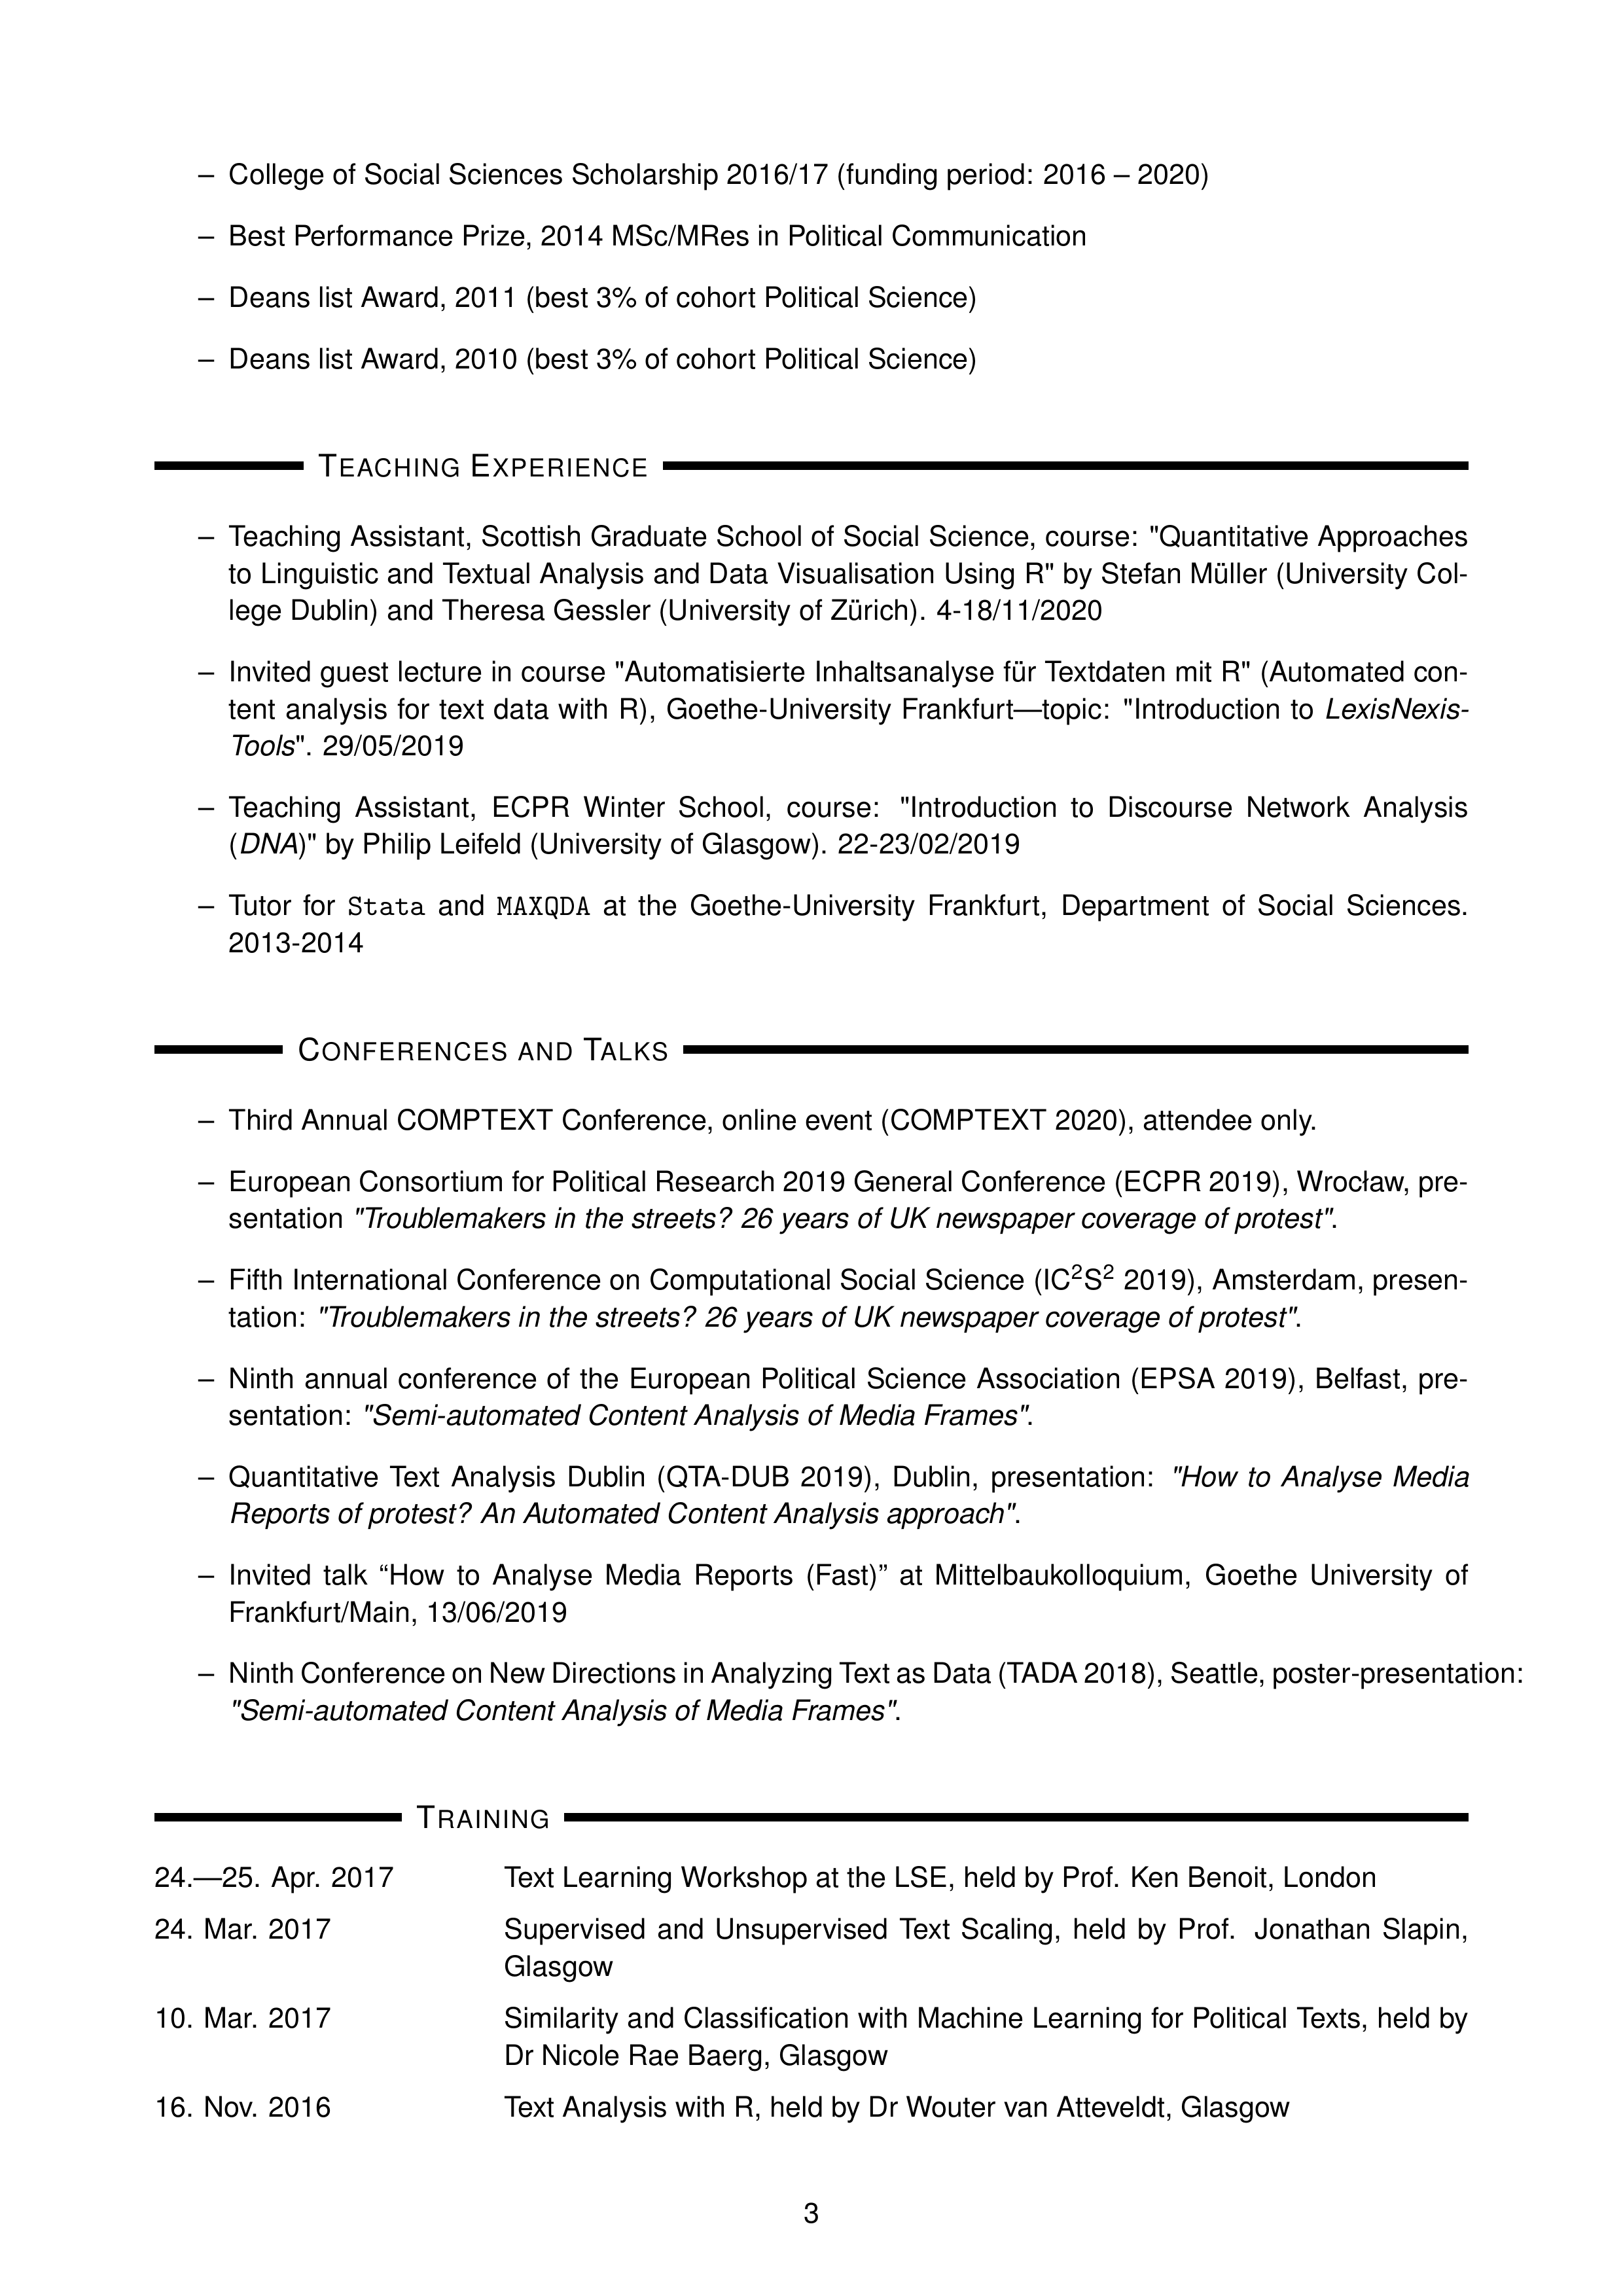 – College of Social Sciences Scholarship 2016/17 (funding period: 2016 – 2020)
– Best Performance Prize, 2014 MSc/MRes in Political Communication
– Deans list Award, 2011 (best 3% of cohort Political Science)
– Deans list Award, 2010 (best 3% of cohort Political Science)
TEACHING EXPERIENCE
– Teaching Assistant, Scottish Graduate School of Social Science, course: "Quantitative Approaches
to Linguistic and Textual Analysis and Data Visualisation Using R" by Stefan Müller (University Col-
lege Dublin) and Theresa Gessler (University of Zürich). 4-18/11/2020
– Invited guest lecture in course "Automatisierte Inhaltsanalyse für Textdaten mit R" (Automated con-
tent analysis for text data with R), Goethe-University Frankfurt—topic: "Introduction to LexisNexis-
Tools". 29/05/2019
– Teaching Assistant, ECPR Winter School, course: "Introduction to Discourse Network Analysis
(DNA)" by Philip Leifeld (University of Glasgow). 22-23/02/2019
– Tutor for Stata and MAXQDA at the Goethe-University Frankfurt, Department of Social Sciences.
2013-2014
CONFERENCES AND TALKS
– Third Annual COMPTEXT Conference, online event (COMPTEXT 2020), attendee only.
– European Consortium for Political Research 2019 General Conference (ECPR 2019), Wrocław, pre-
sentation "Troublemakers in the streets? 26 years of UK newspaper coverage of protest".
– Fifth International Conference on Computational Social Science (IC²S² 2019), Amsterdam, presen-
tation: "Troublemakers in the streets? 26 years of UK newspaper coverage of protest".
– Ninth annual conference of the European Political Science Association (EPSA 2019), Belfast, pre-
sentation: "Semi-automated Content Analysis of Media Frames".
– Quantitative Text Analysis Dublin (QTA-DUB 2019), Dublin, presentation: "How to Analyse Media
Reports of protest? An Automated Content Analysis approach".
– Invited talk “How to Analyse Media Reports (Fast)” at Mittelbaukolloquium, Goethe University of
Frankfurt/Main, 13/06/2019
– Ninth Conference on New Directions in Analyzing Text as Data (TADA 2018), Seattle, poster-presentation:
"Semi-automated Content Analysis of Media Frames".
TRAINING
24.—25. Apr. 2017 Text Learning Workshop at the LSE, held by Prof. Ken Benoit, London
24. Mar. 2017 Supervised and Unsupervised Text Scaling, held by Prof. Jonathan Slapin,
Glasgow
10. Mar. 2017 Similarity and Classification with Machine Learning for Political Texts, held by
Dr Nicole Rae Baerg, Glasgow
16. Nov. 2016 Text Analysis with R, held by Dr Wouter van Atteveldt, Glasgow
3